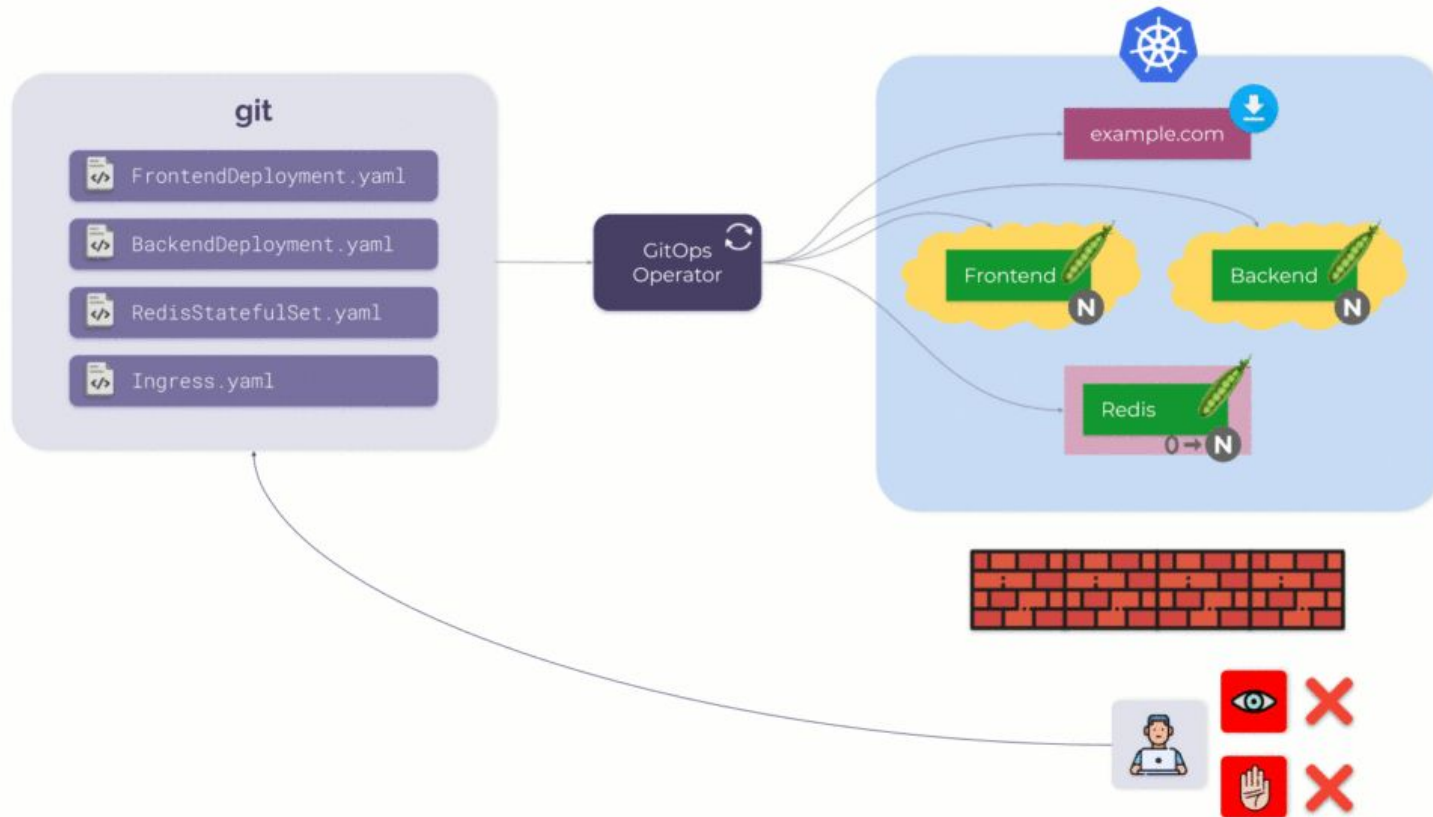 git
FrontendDeployment.yaml
BackendDeployment.yaml
RedisStatefulSet.yaml
Ingress.yaml
GitOps
Operator
example.com
Frontend
N
Backend
N
Redis
0→N